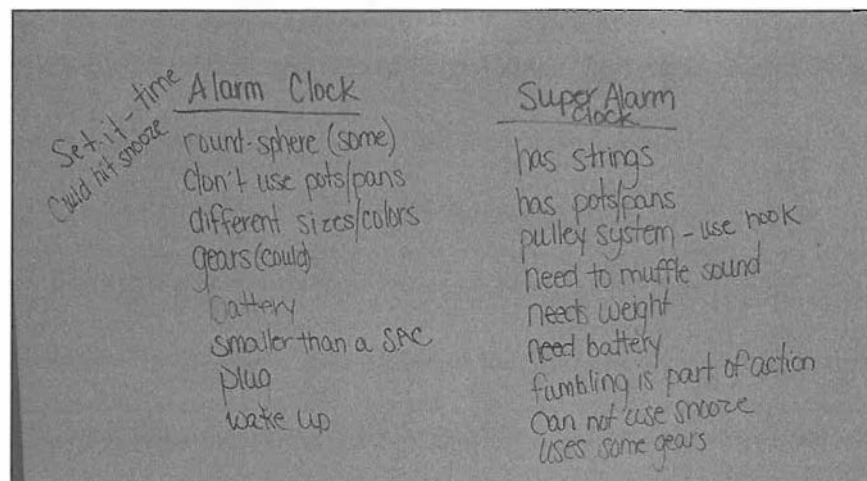 Set it - time
Could hit snooze
Alarm Clock
round-sphere (some)
don't use pots/pans
different sizes/colors
gears (could)
battery
smaller than a SAC
plug
wake up
Super Alarm
Clock
has strings
has pots/pans
pulley system - use hook
need to muffle sound
needs weight
need battery
fumbling is part of action
can not use snooze
uses some gears